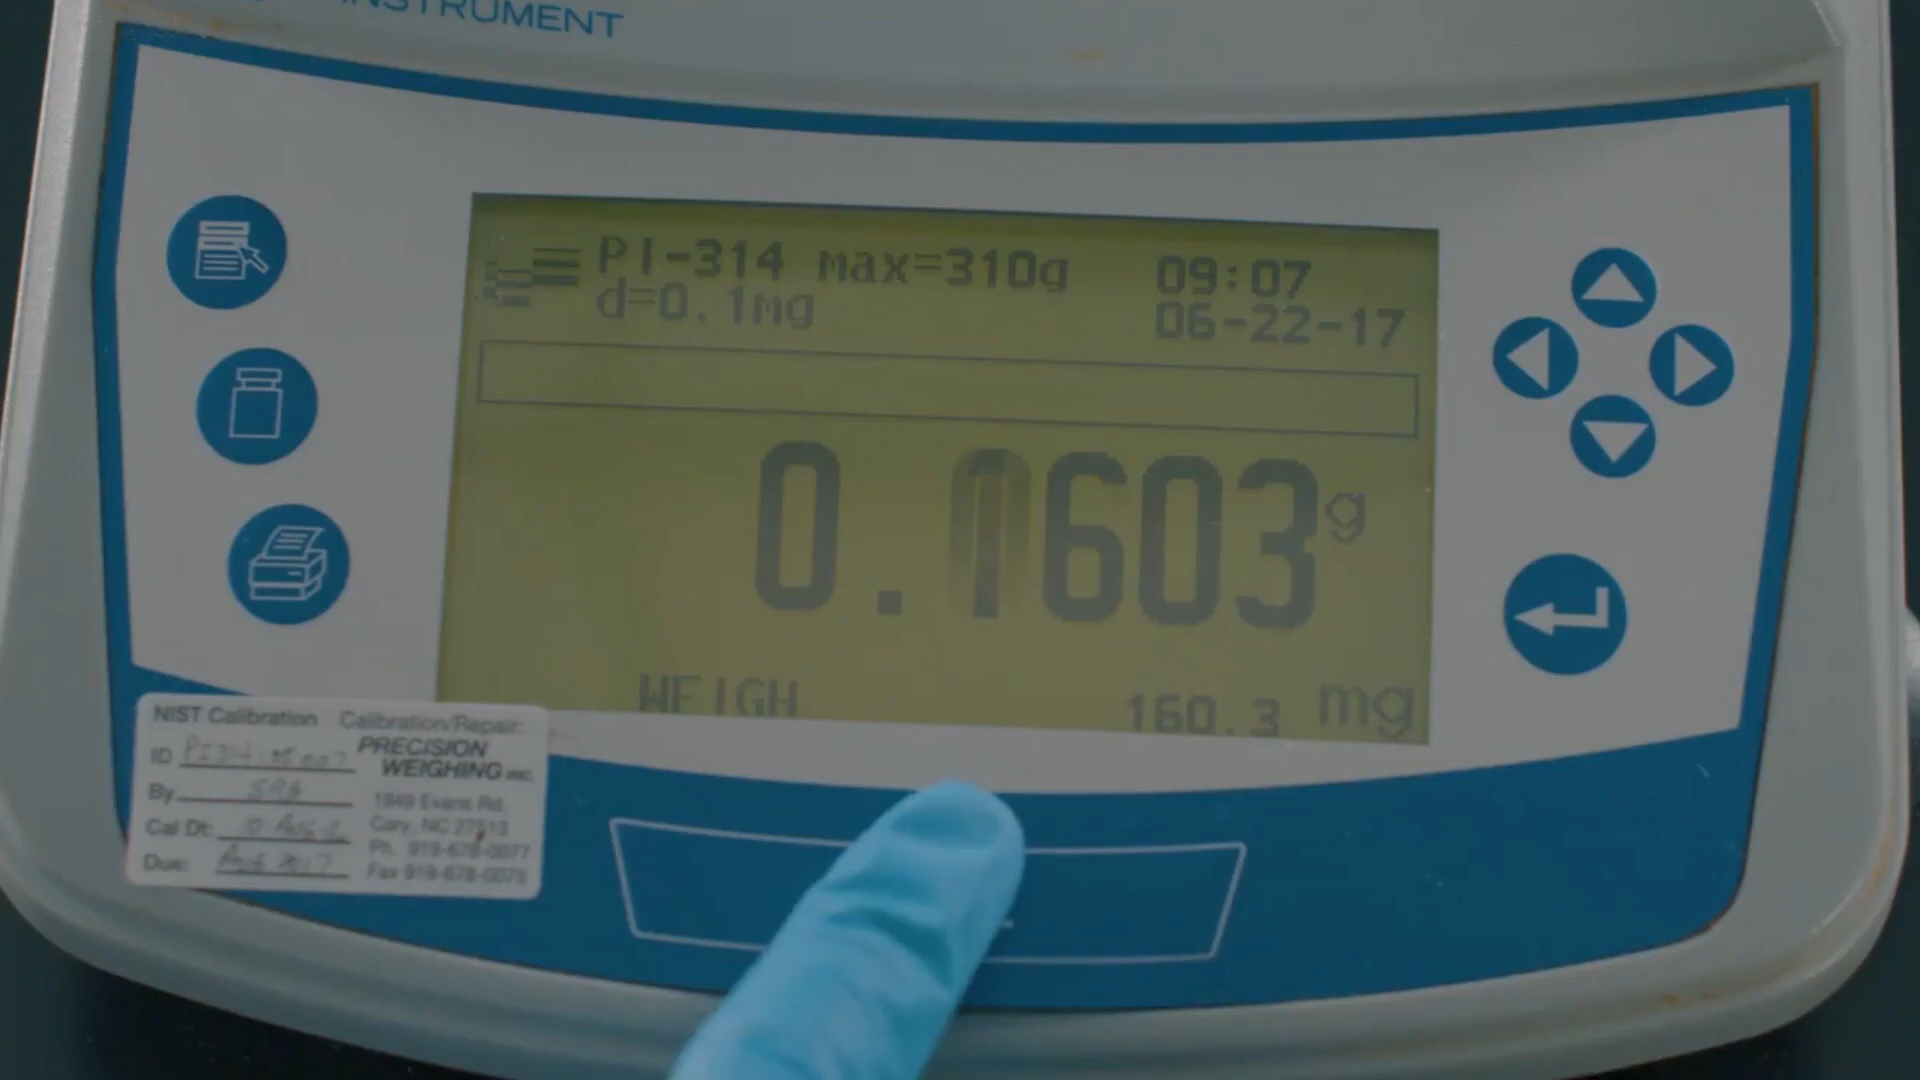 INSTRUMENT
PI-314 max=310g
d=0.1mg
09:07
06-22-17
0.1603 g
WEIGH
160.3 mg
NIST Calibration
ID
By
Cal Dt:
Due:
Calibration/Repair:
PRECISION
WEIGHING INC.
1949 Evans Rd.
Cary, NC 27513
Ph. 919-678-0077
Fax 919-678-0075